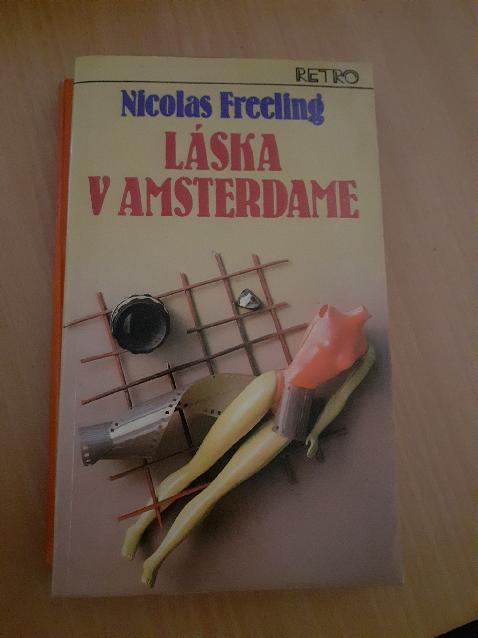 RETRO
Nicolas Freeling
LÁSKA
V AMSTERDAME